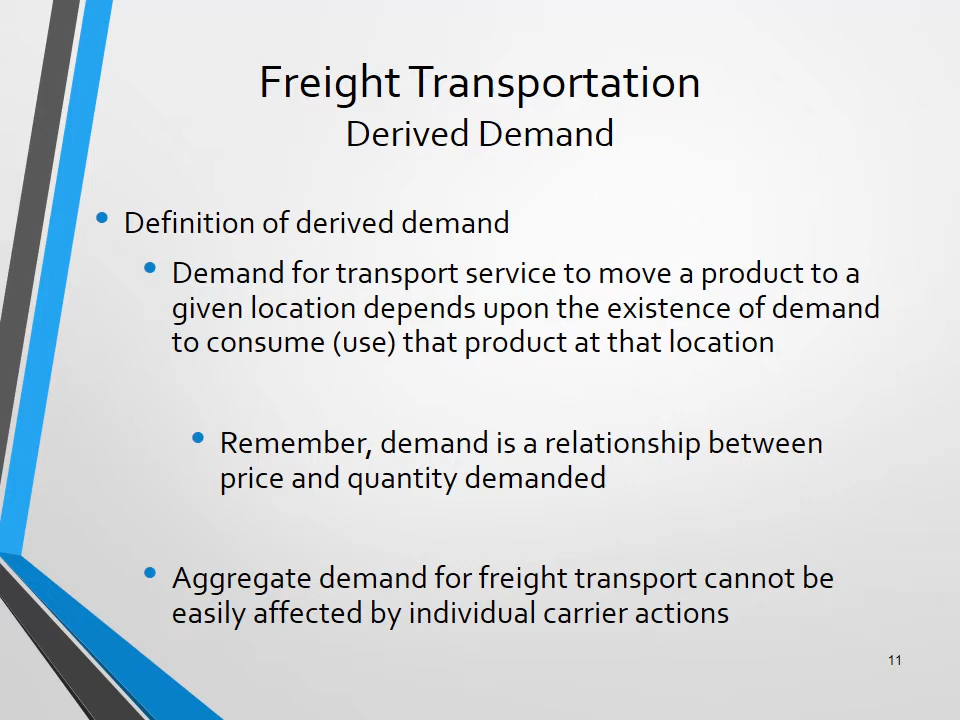 Freight Transportation
Derived Demand
• Definition of derived demand
• Demand for transport service to move a product to a
given location depends upon the existence of demand
to consume (use) that product at that location
• Remember, demand is a relationship between
price and quantity demanded
• Aggregate demand for freight transport cannot be
easily affected by individual carrier actions
11